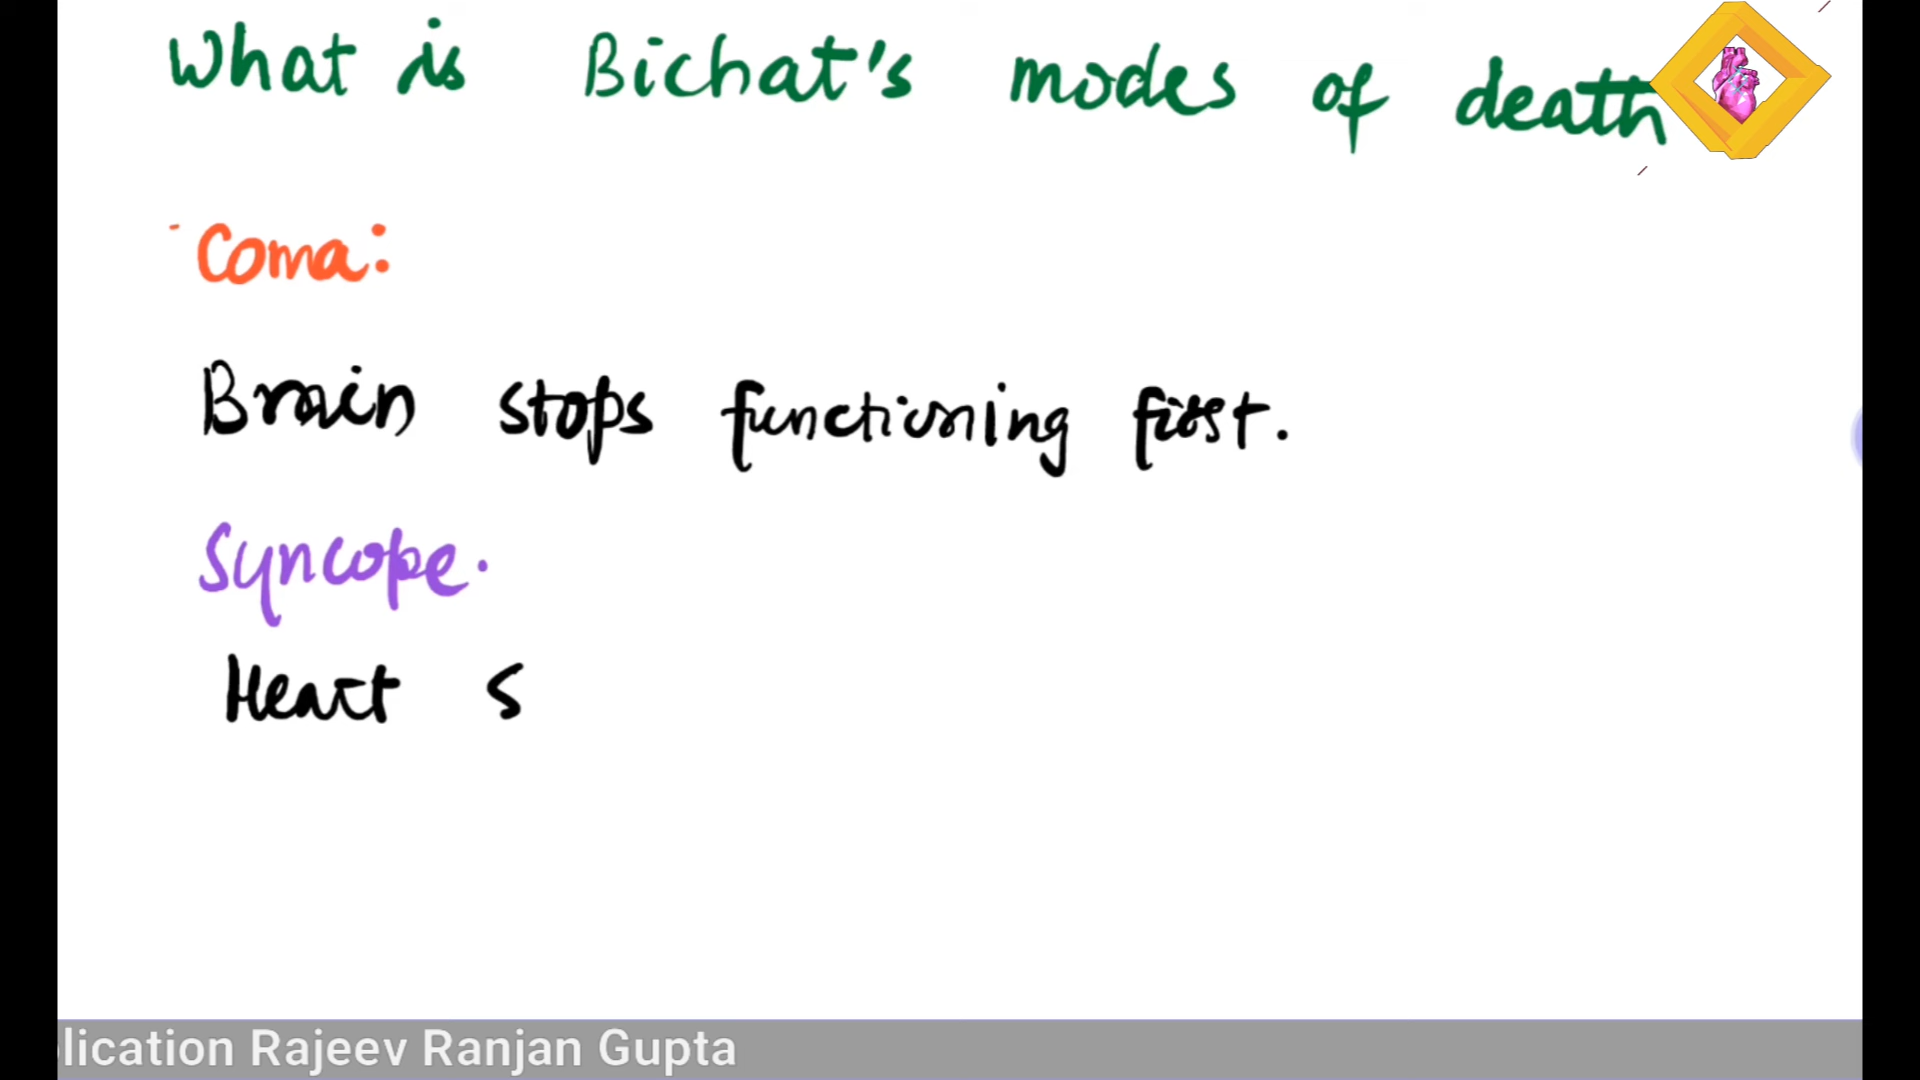 What is Bichat's modes of death
Coma:
Brain stops functioning first.
Syncope.
Heart S
lication Rajeev Ranjan Gupta